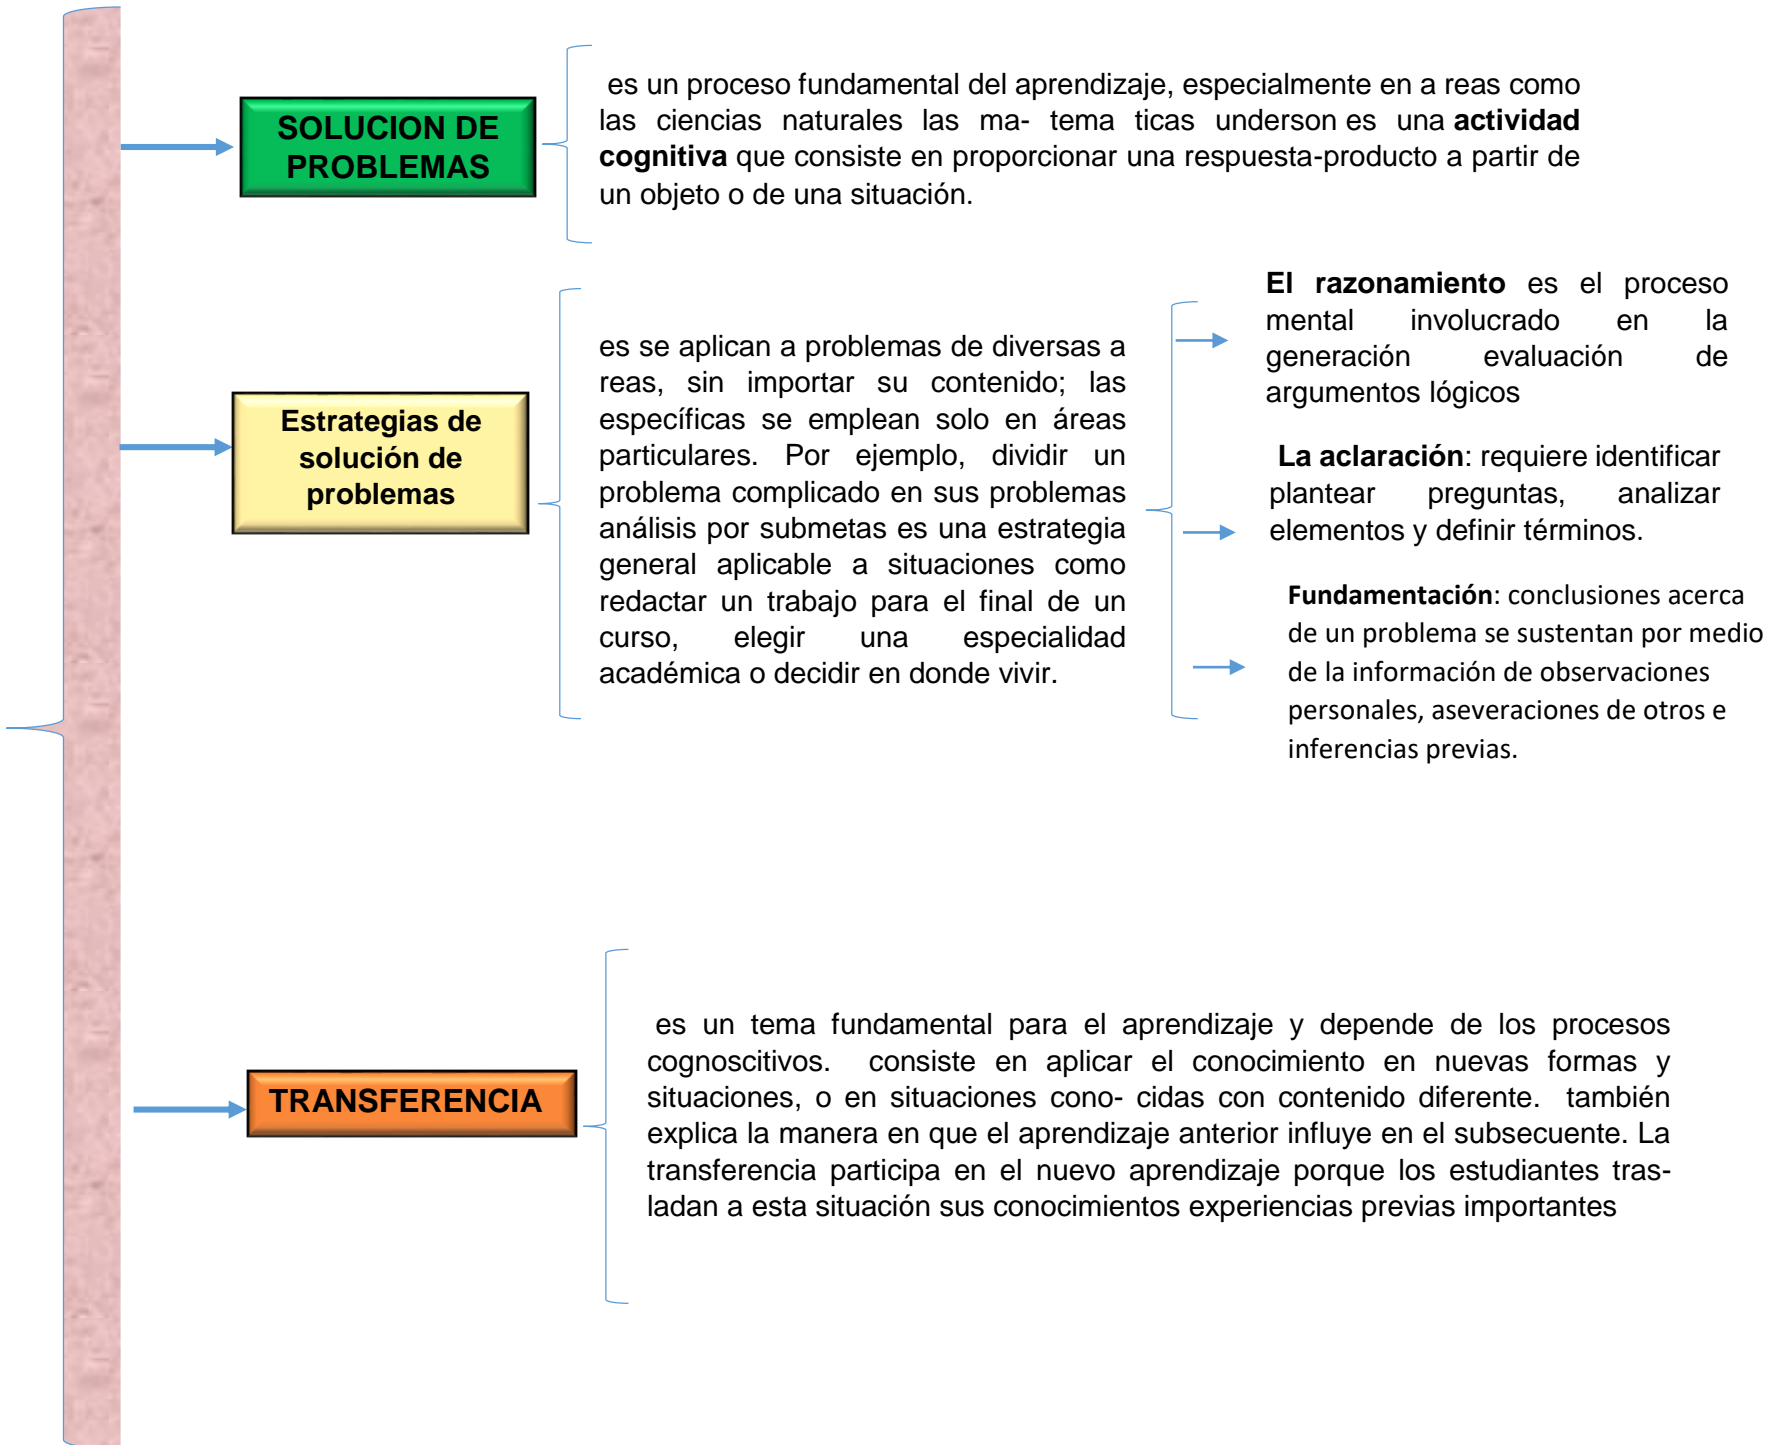 SOLUCION DE
PROBLEMAS
es un proceso fundamental del aprendizaje, especialmente en a reas como
las ciencias naturales las ma- tema ticas underson es una actividad
cognitiva que consiste en proporcionar una respuesta-producto a partir de
un objeto o de una situación.
Estrategias de
solución de
problemas
es se aplican a problemas de diversas a
reas, sin importar su contenido; las
específicas se emplean solo en áreas
particulares. Por ejemplo, dividir un
problema complicado en sus problemas
análisis por submetas es una estrategia
general aplicable a situaciones como
redactar un trabajo para el final de un
curso, elegir una especialidad
académica o decidir en donde vivir.
El razonamiento es el proceso
mental involucrado en la
generación evaluación de
argumentos lógicos
La aclaración: requiere identificar
plantear preguntas, analizar
elementos y definir términos.
Fundamentación: conclusiones acerca
de un problema se sustentan por medio
de la información de observaciones
personales, aseveraciones de otros e
inferencias previas.
TRANSFERENCIA
es un tema fundamental para el aprendizaje y depende de los procesos
cognoscitivos. consiste en aplicar el conocimiento en nuevas formas y
situaciones, o en situaciones cono- cidas con contenido diferente. también
explica la manera en que el aprendizaje anterior influye en el subsecuente. La
transferencia participa en el nuevo aprendizaje porque los estudiantes tras-
ladan a esta situación sus conocimientos experiencias previas importantes